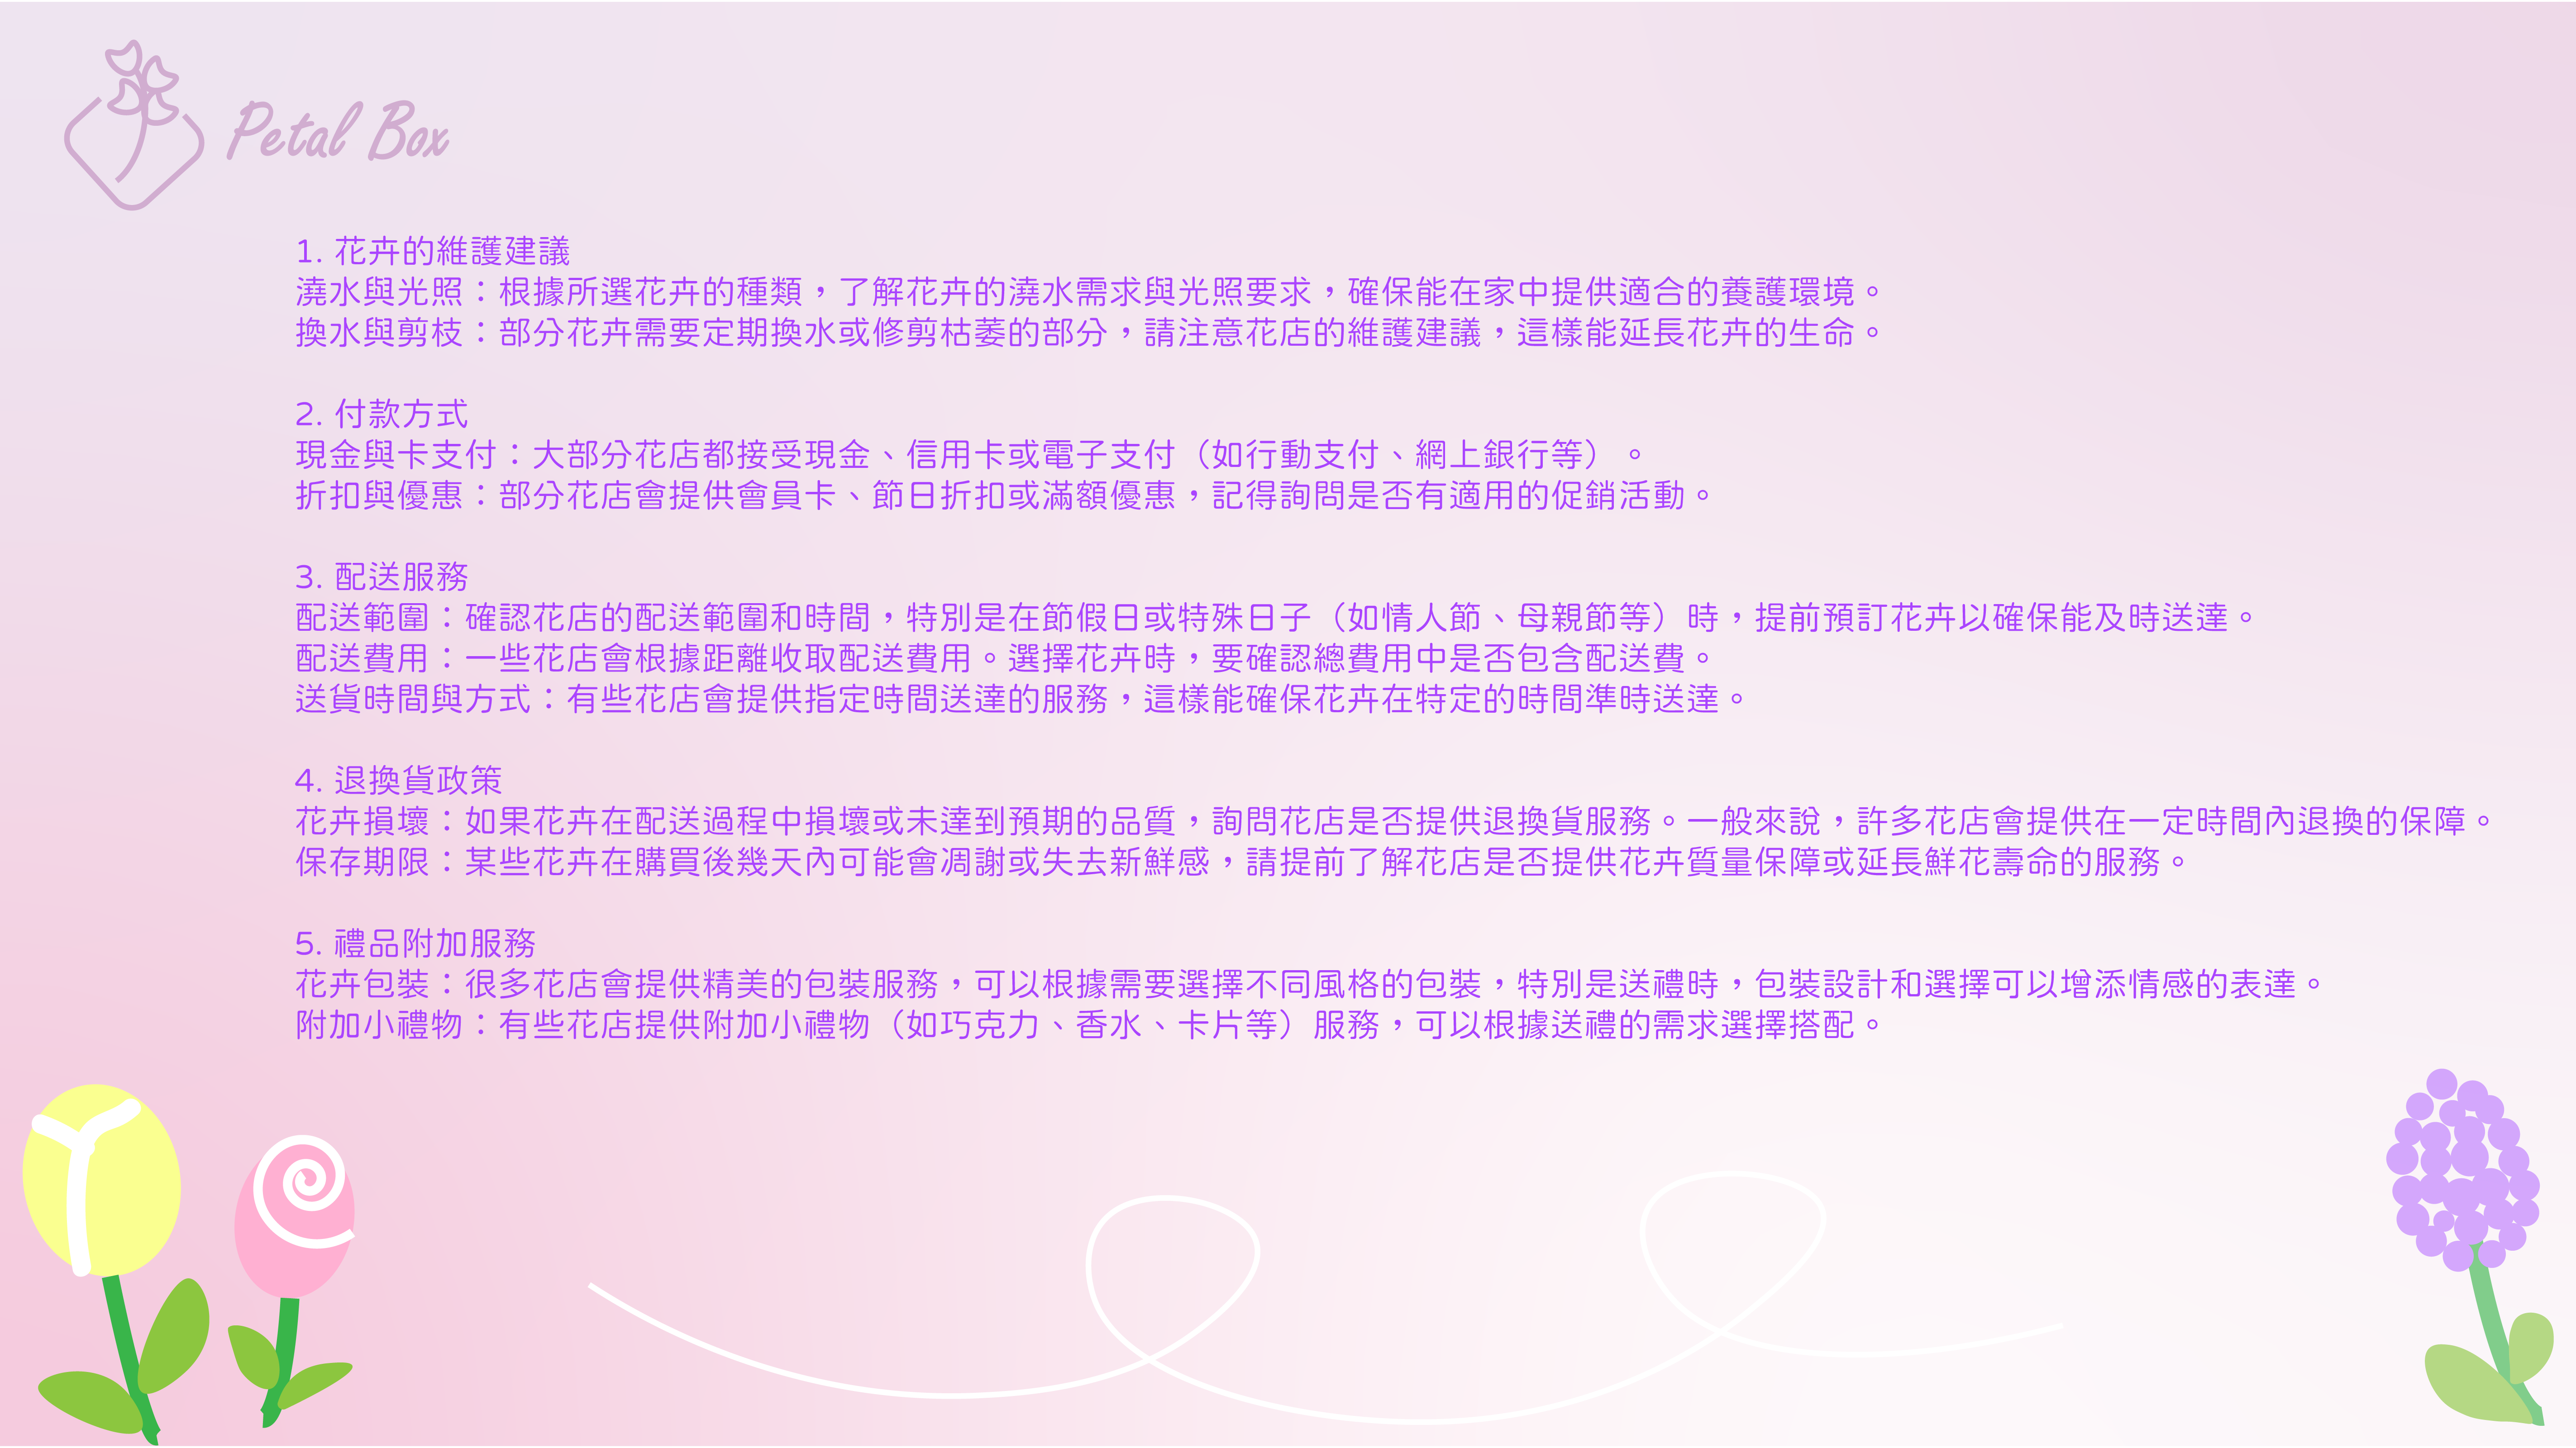 Petal Box
1. 花卉的維護建議
澆水與光照：根據所選花卉的種類，了解花卉的澆水需求與光照要求，確保能在家中提供適合的養護環境。
換水與剪枝：部分花卉需要定期換水或修剪枯萎的部分，請注意花店的維護建議，這樣能延長花卉的生命。
2. 付款方式
現金與卡支付：大部分花店都接受現金、信用卡或電子支付（如行動支付、網上銀行等）。
折扣與優惠：部分花店會提供會員卡、節日折扣或滿額優惠，記得詢問是否有適用的促銷活動。
3. 配送服務
配送範圍：確認花店的配送範圍和時間，特別是在節假日或特殊日子（如情人節、母親節等）時，提前預訂花卉以確保能及時送達。
配送費用：一些花店會根據距離收取配送費用。選擇花卉時，要確認總費用中是否包含配送費。
送貨時間與方式：有些花店會提供指定時間送達的服務，這樣能確保花卉在特定的時間準時送達。
4. 退換貨政策
花卉損壞：如果花卉在配送過程中損壞或未達到預期的品質，詢問花店是否提供退換貨服務。一般來說，許多花店會提供在一定時間內退換的保障。
保存期限：某些花卉在購買後幾天內可能會凋謝或失去新鮮感，請提前了解花店是否提供花卉質量保障或延長鮮花壽命的服務。
5. 禮品附加服務
花卉包裝：很多花店會提供精美的包裝服務，可以根據需要選擇不同風格的包裝，特別是送禮時，包裝設計和選擇可以增添情感的表達。
附加小禮物：有些花店提供附加小禮物（如巧克力、香水、卡片等）服務，可以根據送禮的需求選擇搭配。